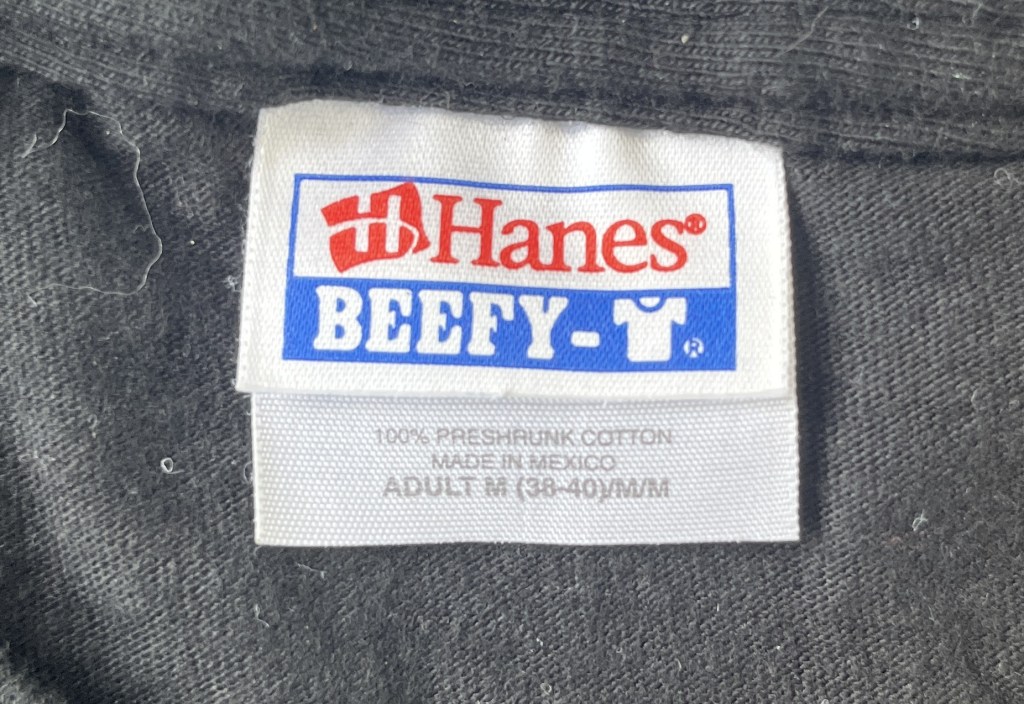 Hanes®
BEEFY-T®
100% PRESHRUNK COTTON
MADE IN MEXICO
ADULT M (38-40)/M/M